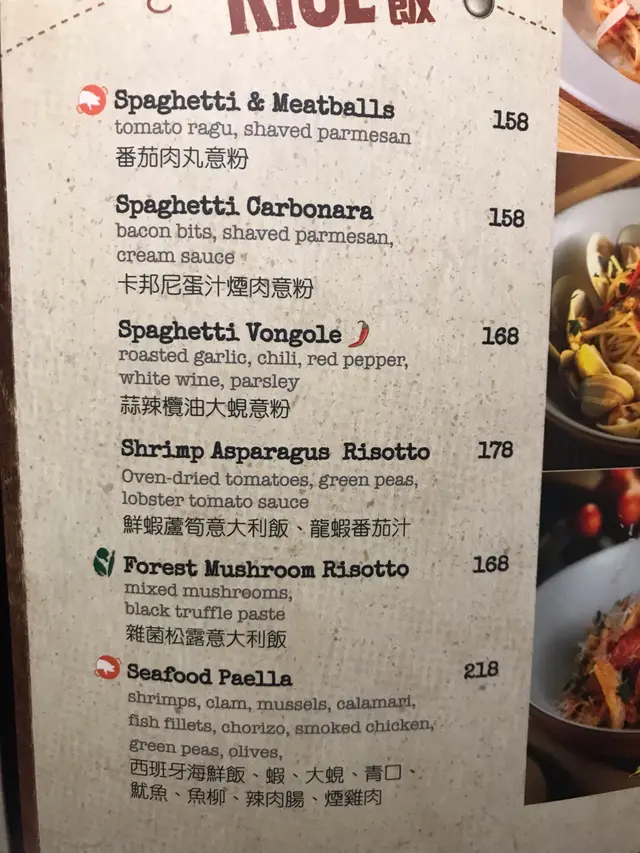 RICE 飯
Spaghetti & Meatballs 158
tomato ragu, shaved parmesan
番茄肉丸意粉
Spaghetti Carbonara 158
bacon bits, shaved parmesan,
cream sauce
卡邦尼蛋汁煙肉意粉
Spaghetti Vongole 168
roasted garlic, chili, red pepper,
white wine, parsley
蒜辣欖油大蜆意粉
Shrimp Asparagus Risotto 178
Oven-dried tomatoes, green peas,
lobster tomato sauce
鮮蝦蘆筍意大利飯、龍蝦番茄汁
Forest Mushroom Risotto 168
mixed mushrooms,
black truffle paste
雜菌松露意大利飯
Seafood Paella 218
shrimps, clam, mussels, calamari,
fish fillets, chorizo, smoked chicken,
green peas, olives,
西班牙海鮮飯、蝦、大蜆、青口、
魷魚、魚柳、辣肉腸、煙雞肉